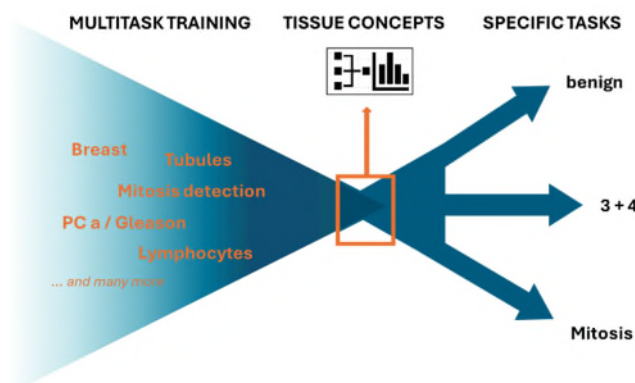 MULTITASK TRAINING
TISSUE CONCEPTS
SPECIFIC TASKS
Breast
Tubules
Mitosis detection
PC a / Gleason
Lymphocytes
... and many more
benign
3 + 4
Mitosis